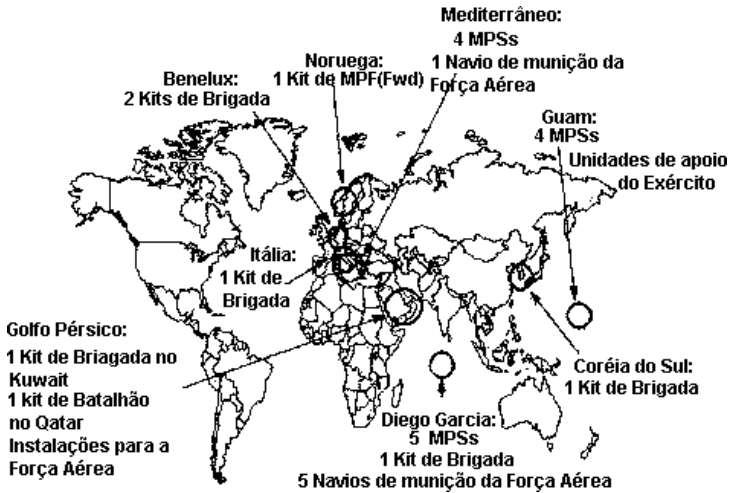 Mediterrâneo:
4 MPSs
1 Navio de munição da
Força Aérea
Noruega:
1 Kit de MPF(Fwd)
Benelux:
2 Kits de Brigada
Guam:
4 MPSs
Unidades de apoio
do Exército
Itália:
1 Kit de
Brigada
Golfo Pérsico:
1 Kit de Briagada no
Kuwait
1 kit de Batalhão
no Qatar
Instalações para a
Força Aérea
Coréia do Sul:
1 Kit de Brigada
Diego Garcia:
5 MPSs
1 Kit de Brigada
5 Navios de munição da Força Aérea